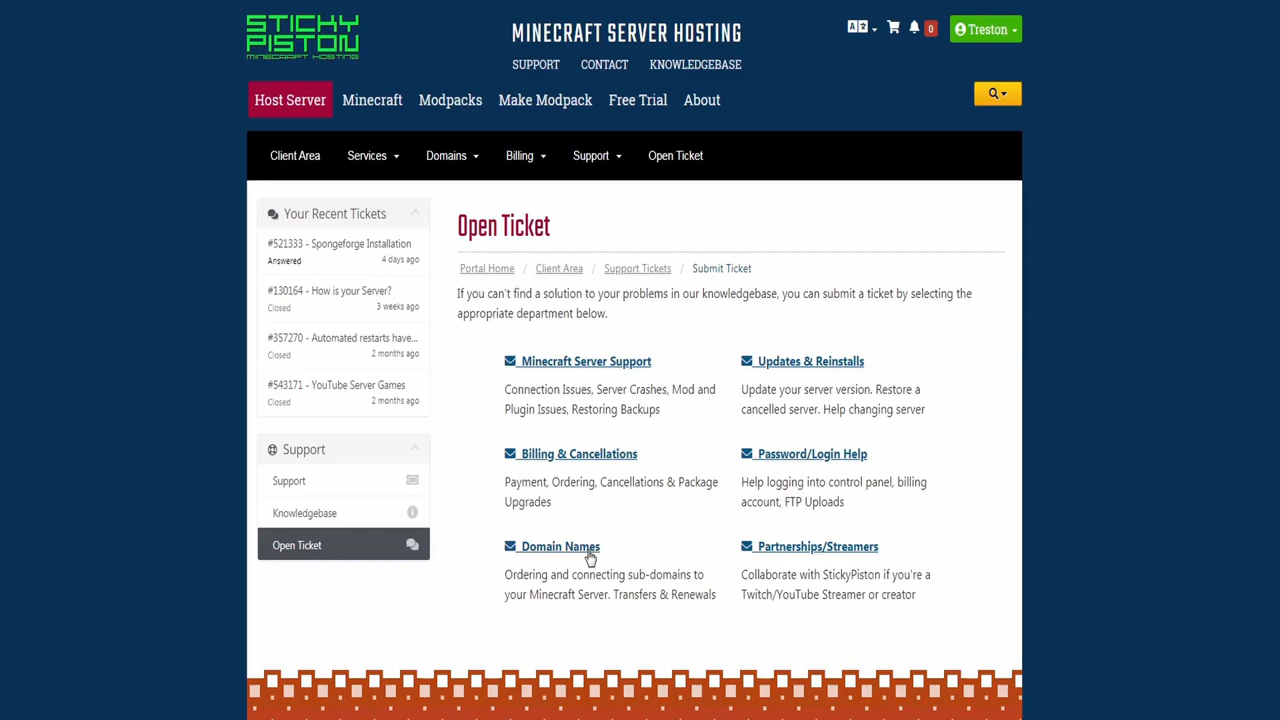 STICKY
PISTON
MINECRAFT HOSTING
MINECRAFT SERVER HOSTING
SUPPORT CONTACT KNOWLEDGEBASE
0
Treston
Host Server Minecraft Modpacks Make Modpack Free Trial About
Client Area Services Domains Billing Support Open Ticket
Your Recent Tickets
#521333 - Spongeforge Installation
Answered 4 days ago
#130164 - How is your Server?
Closed 3 weeks ago
#357270 - Automated restarts have...
Closed 2 months ago
#543171 - YouTube Server Games
Closed 2 months ago
Support
Support
Knowledgebase
Open Ticket
Open Ticket
Portal Home / Client Area / Support Tickets / Submit Ticket
If you can't find a solution to your problems in our knowledgebase, you can submit a ticket by selecting the
appropriate department below.
Minecraft Server Support
Connection Issues, Server Crashes, Mod and
Plugin Issues, Restoring Backups
Updates & Reinstalls
Update your server version. Restore a
cancelled server. Help changing server
Billing & Cancellations
Payment, Ordering, Cancellations & Package
Upgrades
Password/Login Help
Help logging into control panel, billing
account, FTP Uploads
Domain Names
Ordering and connecting sub-domains to
your Minecraft Server. Transfers & Renewals
Partnerships/Streamers
Collaborate with StickyPiston if you're a
Twitch/YouTube Streamer or creator